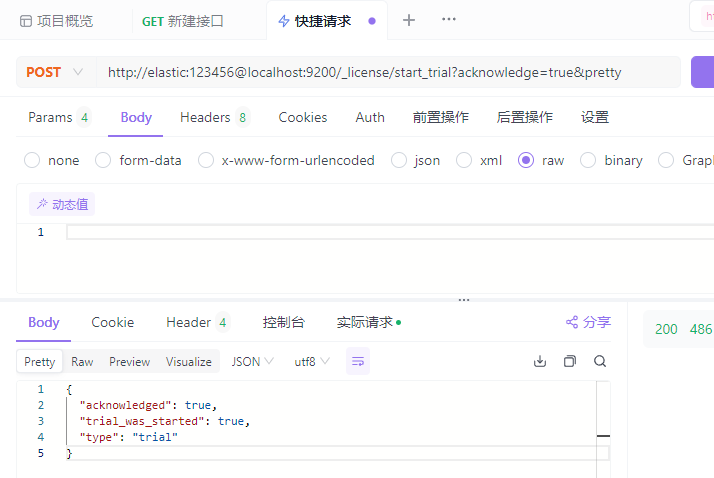 项目概览 GET 新建接口 快捷请求
POST http://elastic:123456@localhost:9200/_license/start_trial?acknowledge=true&pretty
Params 4 Body Headers 8 Cookies Auth 前置操作 后置操作 设置
none form-data x-www-form-urlencoded json xml raw binary Grap
动态值
1
Body Cookie Header 4 控制台 实际请求 分享 200 486
Pretty Raw Preview Visualize JSON utf8
1 {
2 "acknowledged": true,
3 "trial_was_started": true,
4 "type": "trial"
5 }